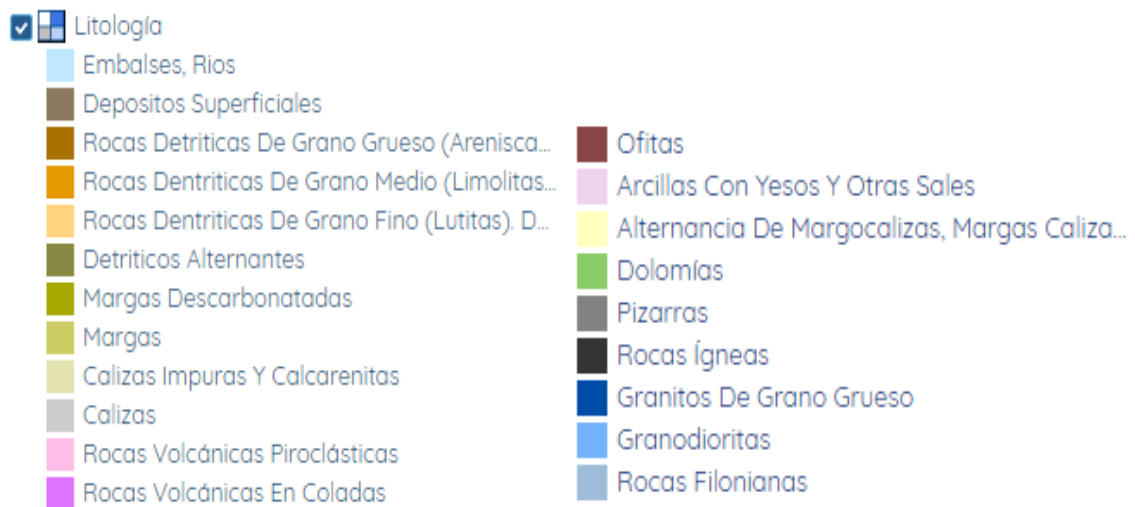 Litología
Embalses, Rios
Depositos Superficiales
Rocas Detriticas De Grano Grueso (Arenisca...
Rocas Dentriticas De Grano Medio (Limolitas...
Rocas Dentriticas De Grano Fino (Lutitas). D...
Detriticos Alternantes
Margas Descarbonatadas
Margas
Calizas Impuras Y Calcarenitas
Calizas
Rocas Volcánicas Piroclásticas
Rocas Volcánicas En Coladas
Ofitas
Arcillas Con Yesos Y Otras Sales
Alternancia De Margocalizas, Margas Caliza...
Dolomías
Pizarras
Rocas Ígneas
Granitos De Grano Grueso
Granodioritas
Rocas Filonianas